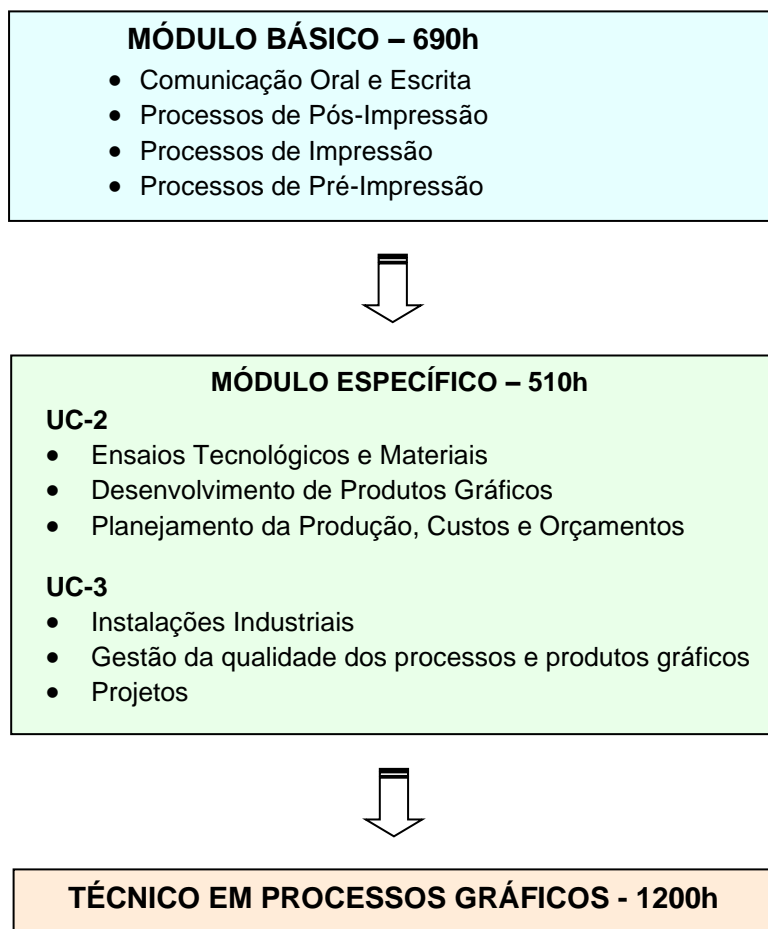 MÓDULO BÁSICO – 690h
• Comunicação Oral e Escrita
• Processos de Pós-Impressão
• Processos de Impressão
• Processos de Pré-Impressão
MÓDULO ESPECÍFICO – 510h
UC-2
• Ensaios Tecnológicos e Materiais
• Desenvolvimento de Produtos Gráficos
• Planejamento da Produção, Custos e Orçamentos
UC-3
• Instalações Industriais
• Gestão da qualidade dos processos e produtos gráficos
• Projetos
TÉCNICO EM PROCESSOS GRÁFICOS - 1200h